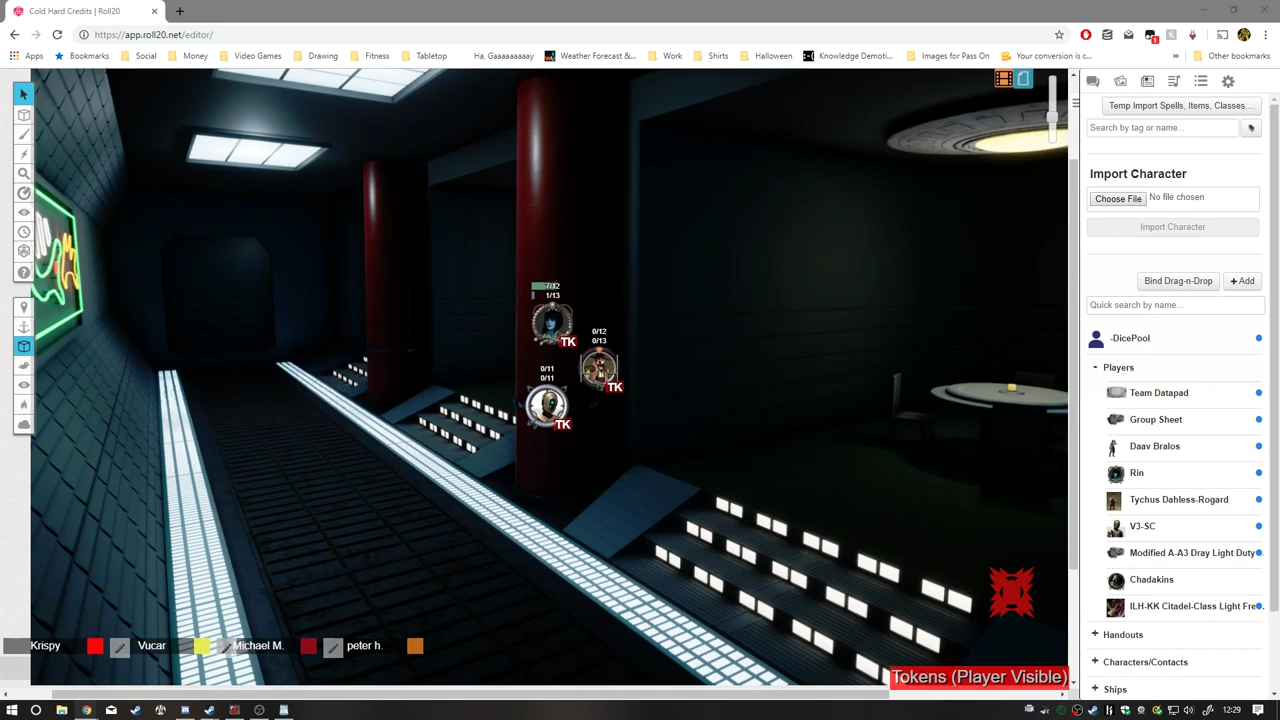 Cold Hard Credits | Roll20
https://app.roll20.net/editor/
Apps
Bookmarks
Social
Money
Video Games
Drawing
Fitness
Tabletop
Ha, Gaaaaaaaay
Weather Forecast &...
Work
Shirts
Halloween
Knowledge Demoti...
Images for Pass On
Your conversion is c...
Other bookmarks
Temp Import Spells, Items, Classes,...
Search by tag or name...
Import Character
Choose File No file chosen
Import Character
Bind Drag-n-Drop
+ Add
Quick search by name...
-DicePool
- Players
Team Datapad
Group Sheet
Daav Bralos
Rin
Tychus Dahless-Rogard
V3-SC
Modified A-A3 Dray Light Duty
Chadakins
ILH-KK Citadel-Class Light Fre...
+ Handouts
+ Characters/Contacts
+ Ships
7/12
1/13
TK
0/12
0/13
TK
0/11
0/11
TK
Krispy
Vucar
Michael M.
peter h.
Tokens (Player Visible)
12:29